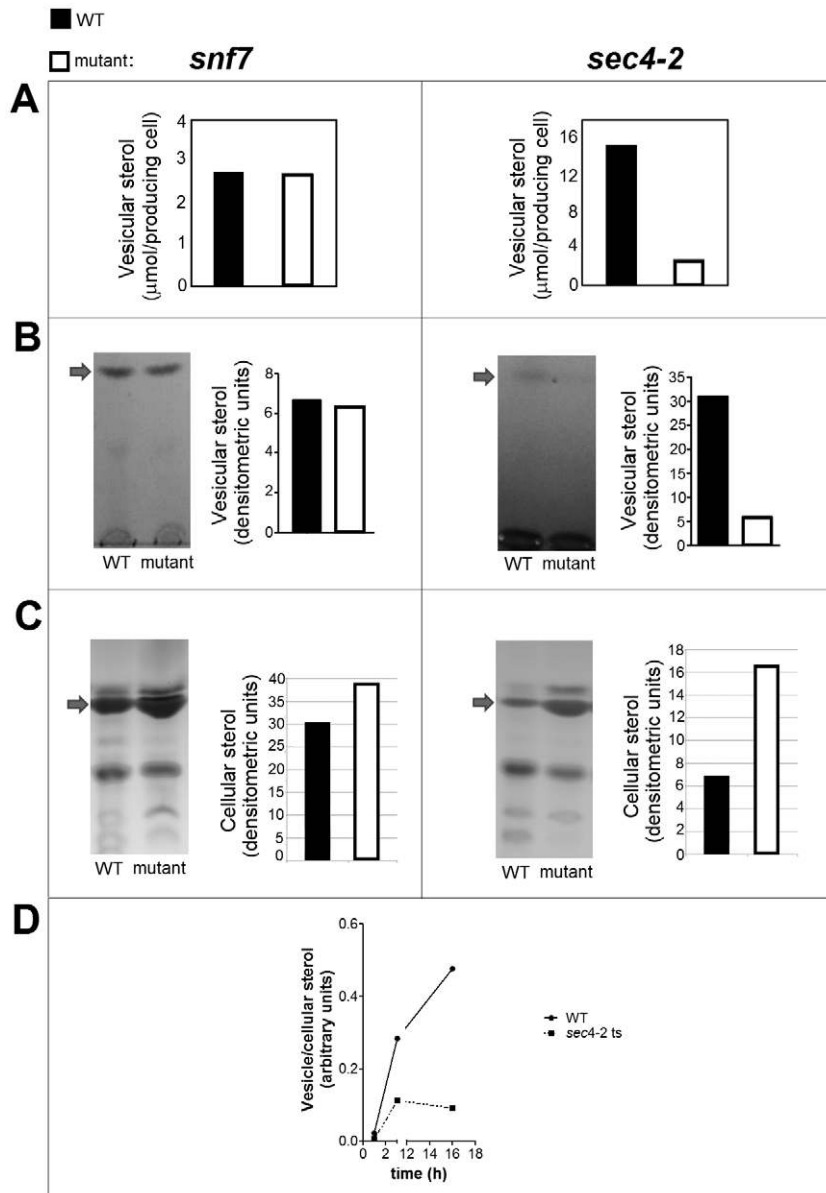 WT
mutant: snf7 sec4-2
A
Vesicular sterol
(μmol/producing cell)
4
3
2
1
0
Vesicular sterol
(μmol/producing cell)
16
12
8
4
0
B
WT mutant
Vesicular sterol
(densitometric units)
8
6
4
2
0
WT mutant
Vesicular sterol
(densitometric units)
35
30
25
20
15
10
5
0
C
WT mutant
Cellular sterol
(densitometric units)
40
35
30
25
20
15
10
5
0
WT mutant
Cellular sterol
(densitometric units)
18
16
14
12
10
8
6
4
2
0
D
Vesicle/cellular sterol
(arbitrary units)
0.6
0.4
0.2
0.0
0 2 12 14 16 18
time (h)
WT
sec4-2 ts